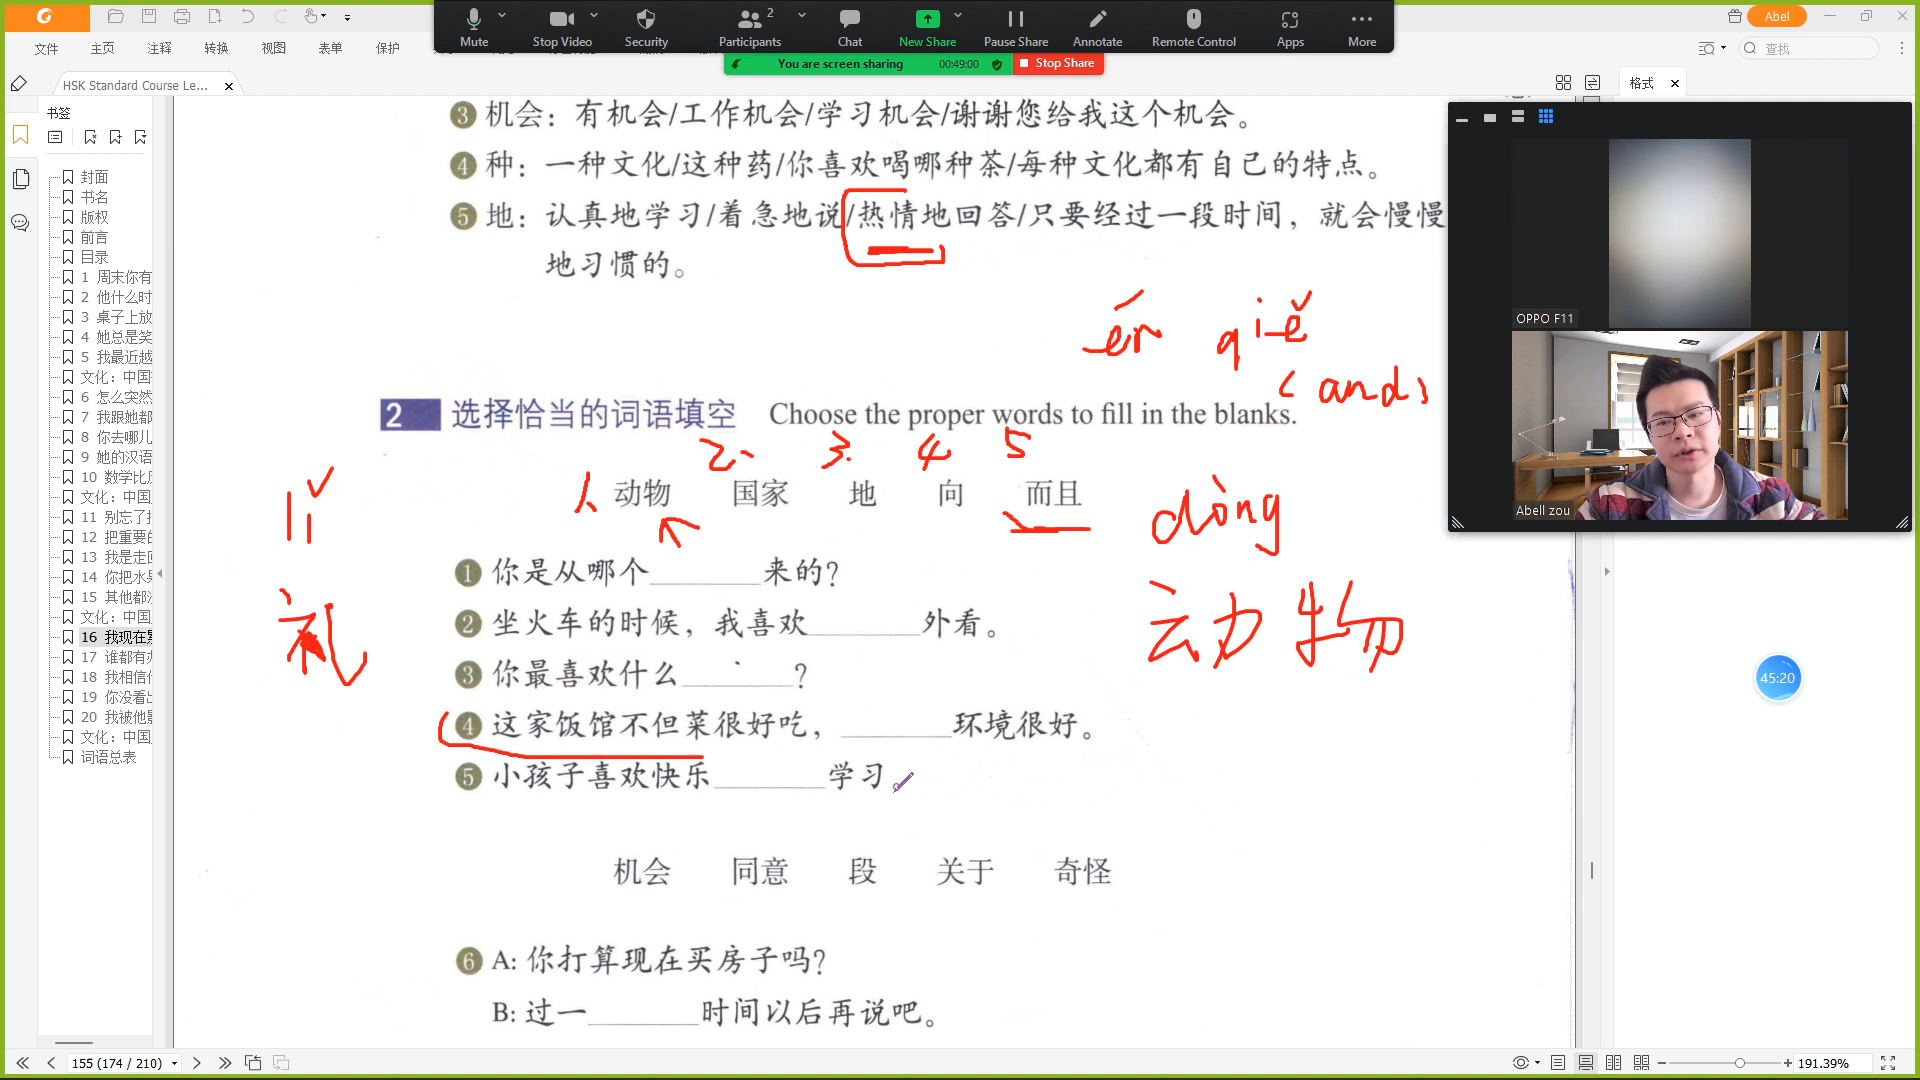 Abel
文件 主页 注释 转换 视图 表单 保护
查找
Mute Stop Video Security Participants 2 Chat New Share Pause Share Annotate Remote Control Apps More
You are screen sharing 00:49:00 Stop Share
HSK Standard Course Le...
格式
书签
封面
书名
版权
前言
目录
1 周末你有
2 他什么时
3 桌子上放
4 她总是笑
5 我最近越
文化：中国
6 怎么突然
7 我跟她都
8 你去哪儿
9 她的汉语
10 数学比
文化：中国
11 别忘了
12 把重要的
13 我是走
14 你把水
15 其他都
文化：中国
16 我现在
17 谁都有
18 我相信
19 你没看出
20 我被他
文化：中国
词语总表
3 机会：有机会/工作机会/学习机会/谢谢您给我这个机会。
4 种：一种文化/这种药/你喜欢喝哪种茶/每种文化都有自己的特点。
5 地：认真地学习/着急地说/热情地回答/只要经过一段时间，就会慢慢
地习惯的。
ér qiě
(and)
2 选择恰当的词语填空 Choose the proper words to fill in the blanks.
1. 2. 3. 4. 5
动物 国家 地 向 而且
dòng
动物
lǐ
礼
1 你是从哪个________来的？
2 坐火车的时候，我喜欢________外看。
3 你最喜欢什么________？
4 这家饭馆不但菜很好吃，________环境很好。
5 小孩子喜欢快乐________学习
机会 同意 段 关于 奇怪
6 A: 你打算现在买房子吗？
B: 过一________时间以后再说吧。
OPPO F11
Abell zou
45:20
155 (174 / 210)
191.39%